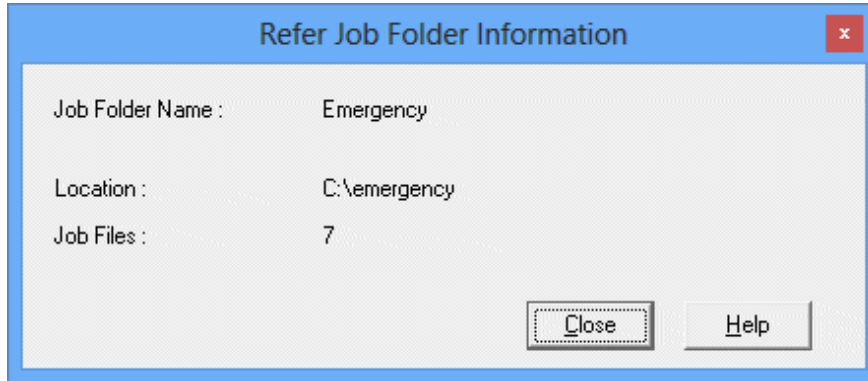 Refer Job Folder Information
x
Job Folder Name : Emergency
Location : C:\emergency
Job Files : 7
Close Help